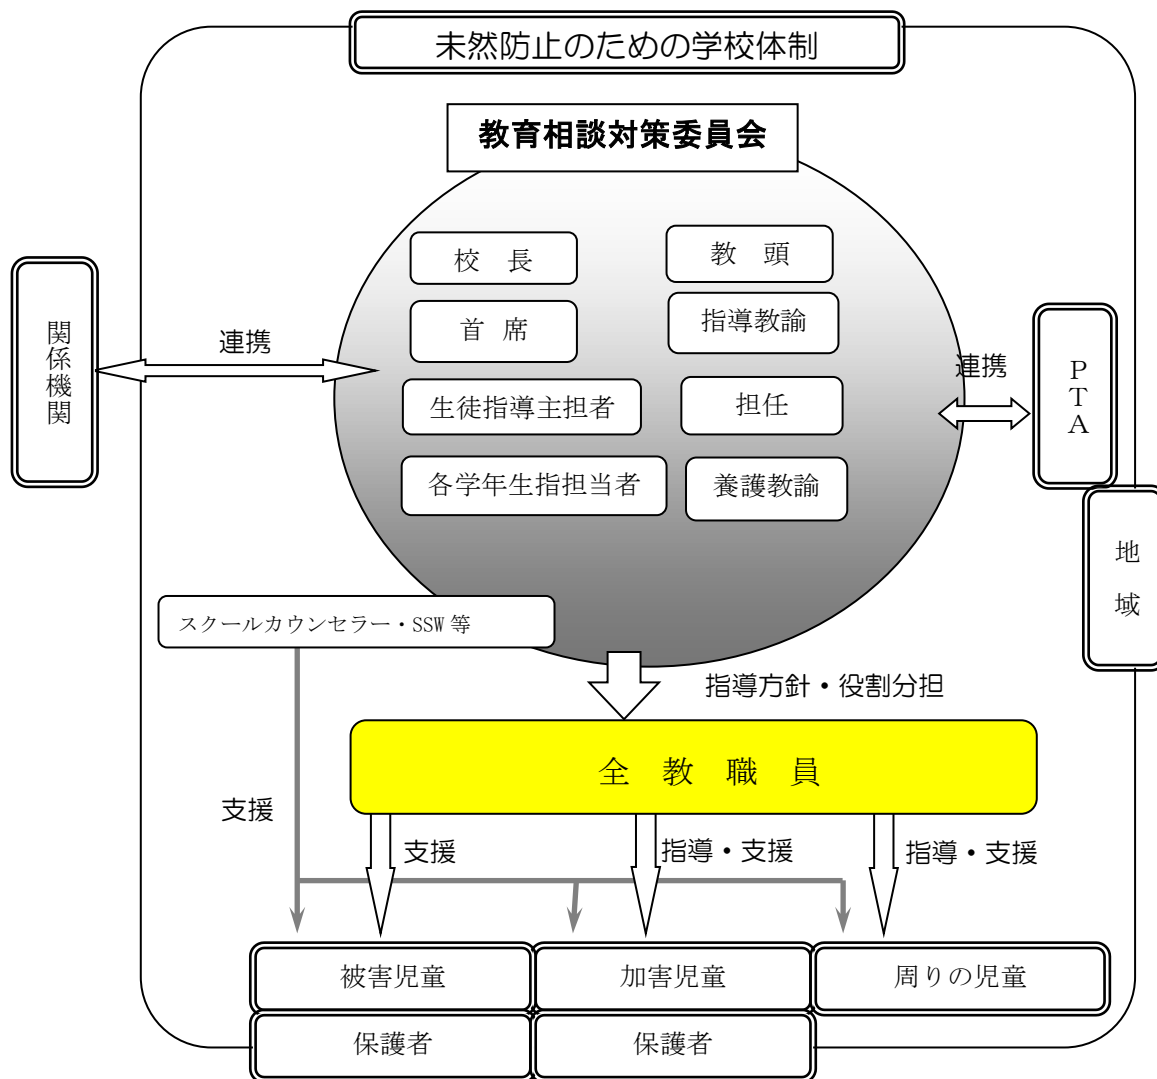 未然防止のための学校体制
教育相談対策委員会
校　長
教　頭
首 席
指導教諭
生徒指導主担者
担任
各学年生指担当者
養護教諭
関係機関
連携
連携
PTA
地域
スクールカウンセラー・SSW 等
指導方針・役割分担
全 教 職 員
支援
支援
指導・支援
指導・支援
被害児童
加害児童
周りの児童
保護者
保護者